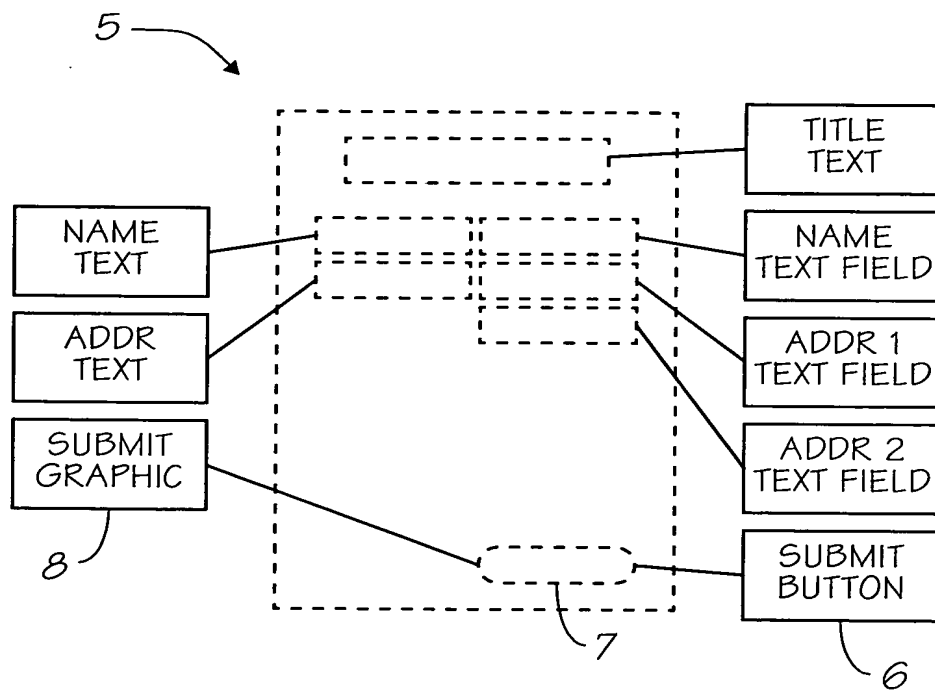 5
TITLE
TEXT
NAME
TEXT
NAME
TEXT FIELD
ADDR
TEXT
ADDR 1
TEXT FIELD
SUBMIT
GRAPHIC
ADDR 2
TEXT FIELD
8
SUBMIT
BUTTON
7
6